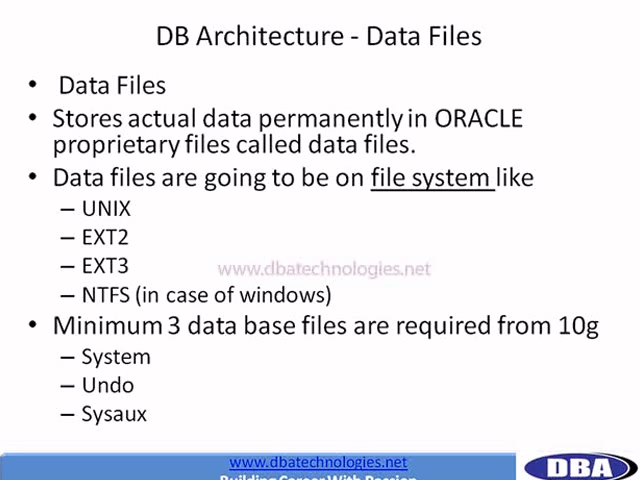 DB Architecture - Data Files
• Data Files
• Stores actual data permanently in ORACLE
proprietary files called data files.
• Data files are going to be on file system like
– UNIX
– EXT2
– EXT3
www.dbatechnologies.net
– NTFS (in case of windows)
• Minimum 3 data base files are required from 10g
– System
– Undo
– Sysaux
www.dbatechnologies.net
Building Career With Passion
DBA